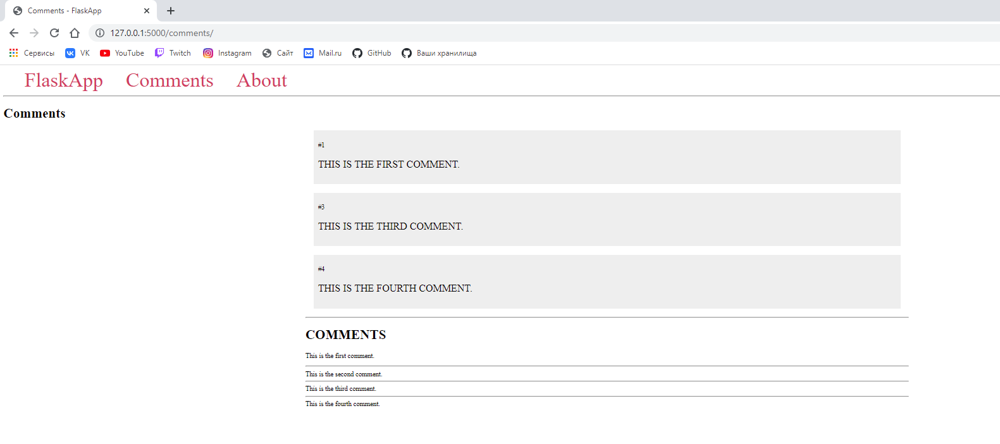 Comments - FlaskApp
127.0.0.1:5000/comments/
Сервисы VK YouTube Twitch Instagram Сайт Mail.ru GitHub Ваши хранилища
FlaskApp Comments About
Comments
#1
THIS IS THE FIRST COMMENT.
#3
THIS IS THE THIRD COMMENT.
#4
THIS IS THE FOURTH COMMENT.
COMMENTS
This is the first comment.
This is the second comment.
This is the third comment.
This is the fourth comment.